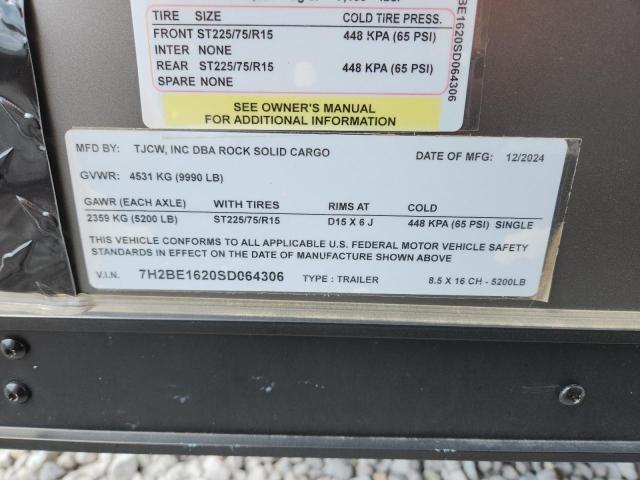 TIRE SIZE COLD TIRE PRESS.
FRONT ST225/75/R15 448 KPA (65 PSI)
INTER NONE
REAR ST225/75/R15 448 KPA (65 PSI)
SPARE NONE
BE1620SD064306
SEE OWNER'S MANUAL
FOR ADDITIONAL INFORMATION
MFD BY: TJCW, INC DBA ROCK SOLID CARGO DATE OF MFG: 12/2024
GVWR: 4531 KG (9990 LB)
GAWR (EACH AXLE) WITH TIRES RIMS AT COLD
2359 KG (5200 LB) ST225/75/R15 D15 X 6 J 448 KPA (65 PSI) SINGLE
THIS VEHICLE CONFORMS TO ALL APPLICABLE U.S. FEDERAL MOTOR VEHICLE SAFETY
STANDARDS IN EFFECT ON THE DATE OF MANUFACTURE SHOWN ABOVE.
V.I.N. 7H2BE1620SD064306 TYPE : TRAILER 8.5 X 16 CH - 5200LB